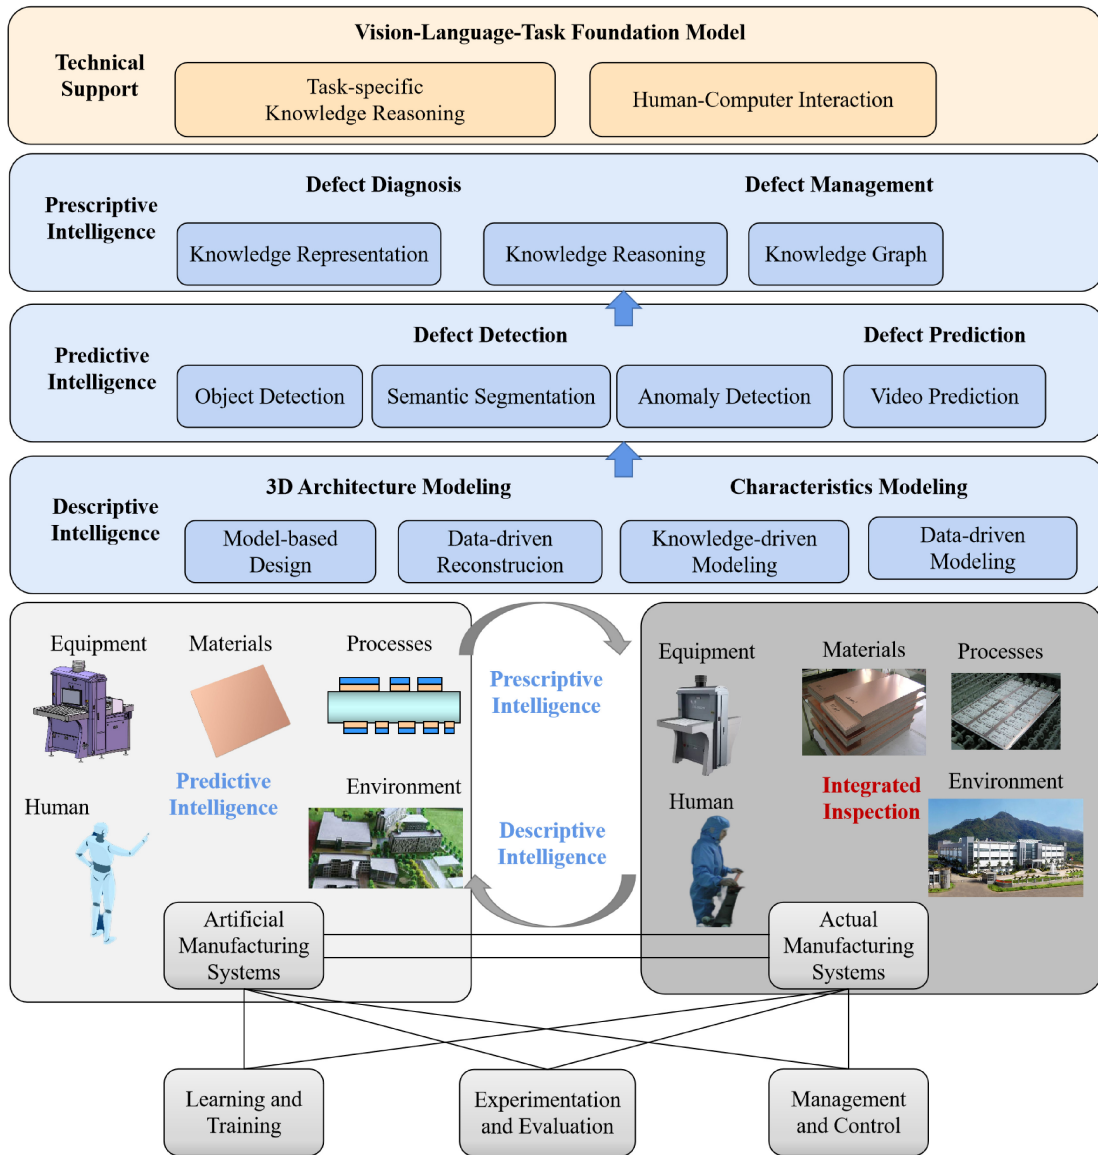 Vision-Language-Task Foundation Model
Technical
Support
Task-specific
Knowledge Reasoning
Human-Computer Interaction
Prescriptive
Intelligence
Defect Diagnosis
Defect Management
Knowledge Representation
Knowledge Reasoning
Knowledge Graph
Predictive
Intelligence
Defect Detection
Defect Prediction
Object Detection
Semantic Segmentation
Anomaly Detection
Video Prediction
Descriptive
Intelligence
3D Architecture Modeling
Characteristics Modeling
Model-based
Design
Data-driven
Reconstrucion
Knowledge-driven
Modeling
Data-driven
Modeling
Equipment
Materials
Processes
Predictive
Intelligence
Human
Environment
Prescriptive
Intelligence
Descriptive
Intelligence
Equipment
Materials
Processes
Integrated
Inspection
Human
Environment
Artificial
Manufacturing
Systems
Actual
Manufacturing
Systems
Learning and
Training
Experimentation
and Evaluation
Management
and Control